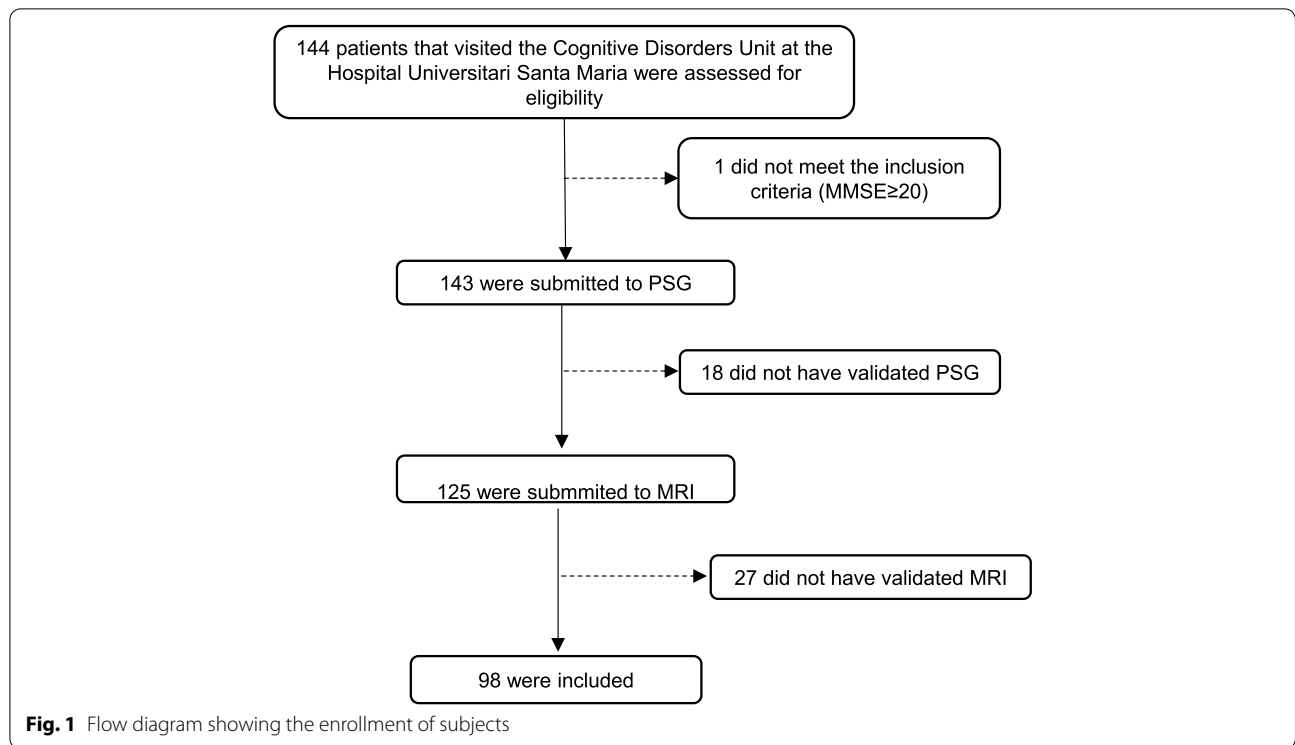 144 patients that visited the Cognitive Disorders Unit at the
Hospital Universitari Santa Maria were assessed for
eligibility
1 did not meet the inclusion
criteria (MMSE≥20)
143 were submitted to PSG
18 did not have validated PSG
125 were submmited to MRI
27 did not have validated MRI
98 were included
Fig. 1 Flow diagram showing the enrollment of subjects